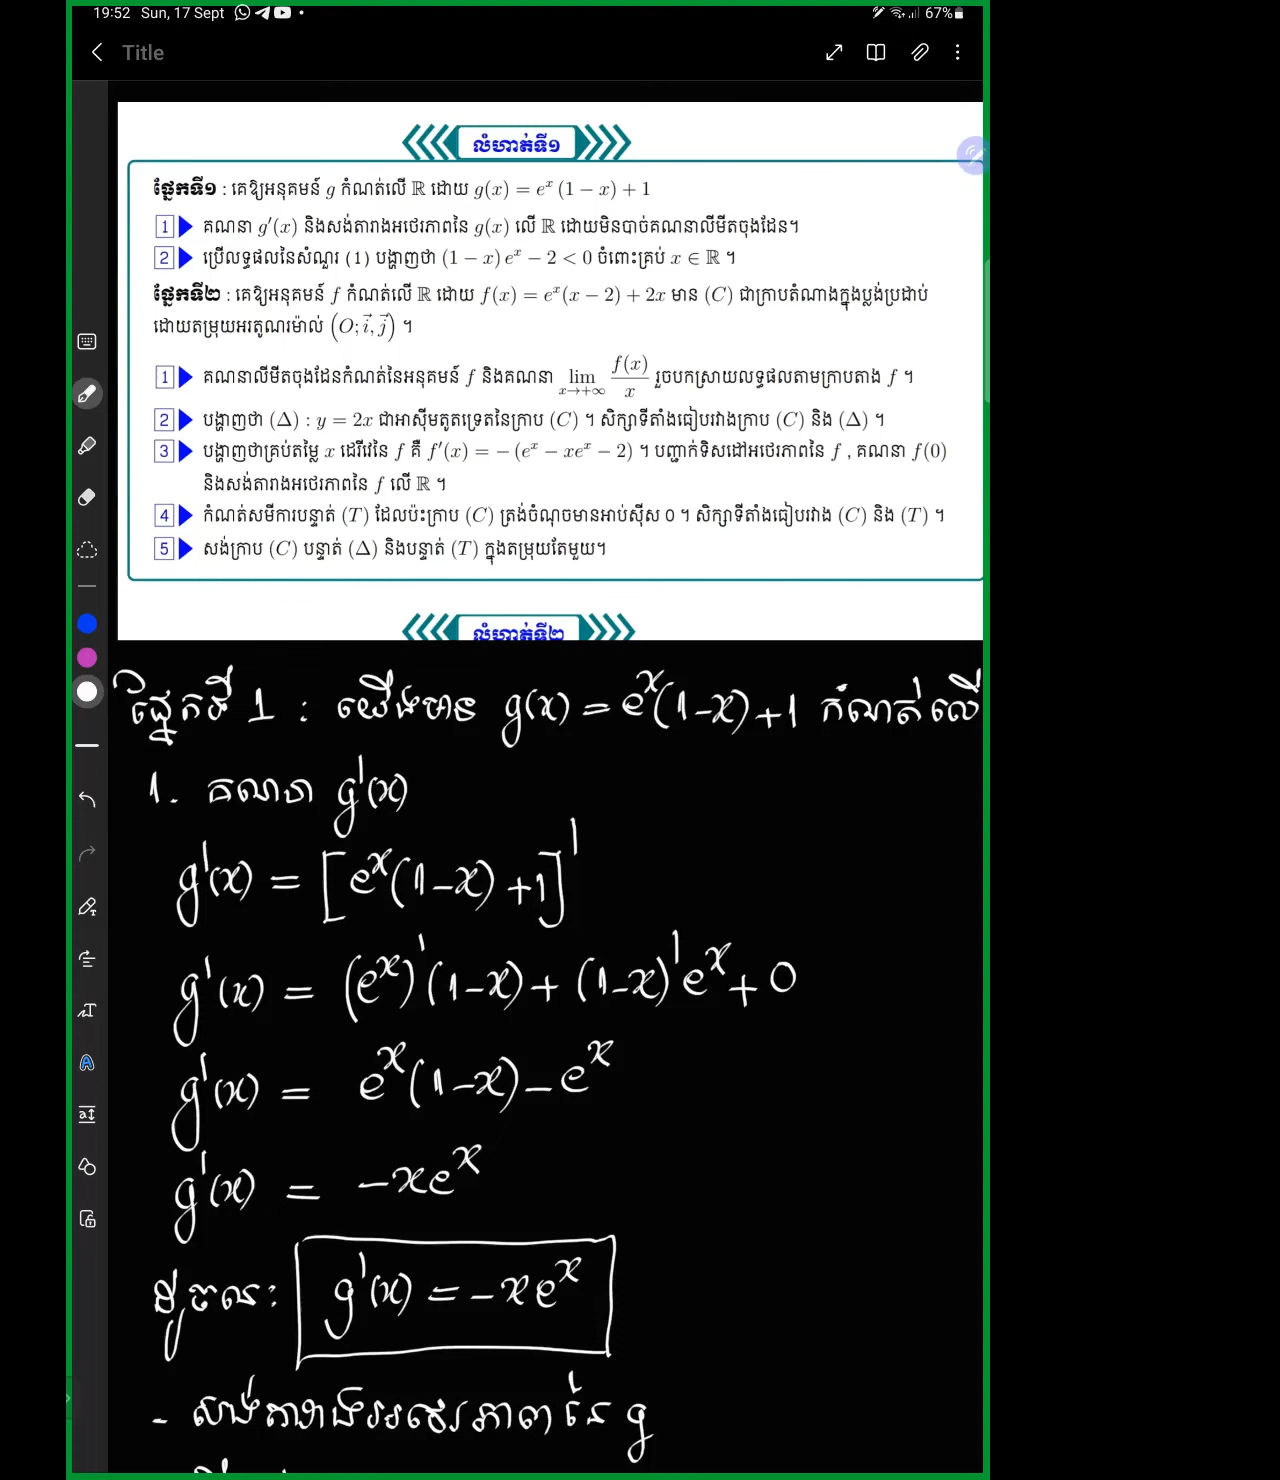 19:52 Sun, 17 Sept
67%
Title
លំហាត់ទី១
ផ្នែកទី១ : គេឱ្យអនុគមន៍ g កំណត់លើ ℝ ដោយ g(x) = e^x (1 − x) + 1
1 គណនា g′(x) និងសង់តារាងអថេរភាពនៃ g(x) លើ ℝ ដោយមិនបាច់គណនាលីមីតចុងដែន។
2 ប្រើលទ្ធផលនៃសំណួរ (1) បង្ហាញថា (1 − x) e^x − 2 < 0 ចំពោះគ្រប់ x ∈ ℝ ។
ផ្នែកទី២ : គេឱ្យអនុគមន៍ f កំណត់លើ ℝ ដោយ f(x) = e^x(x − 2) + 2x មាន (C) ជាក្រាបតំណាងក្នុងប្លង់ប្រដាប់
ដោយតម្រុយអរតូណរម៉ាល់ (O; i⃗, j⃗) ។
1 គណនាលីមីតចុងដែនកំណត់នៃអនុគមន៍ f និងគណនា lim x→+∞ f(x)/x រួចបកស្រាយលទ្ធផលតាមក្រាបតាង f ។
2 បង្ហាញថា (Δ) : y = 2x ជាអាស៊ីមតូតទ្រេតនៃក្រាប (C) ។ សិក្សាទីតាំងធៀបរវាងក្រាប (C) និង (Δ) ។
3 បង្ហាញថាគ្រប់តម្លៃ x ដេរីវេនៃ f គឺ f′(x) = − (e^x − xe^x − 2) ។ បញ្ជាក់ទិសដៅអថេរភាពនៃ f , គណនា f(0)
និងសង់តារាងអថេរភាពនៃ f លើ ℝ ។
4 កំណត់សមីការបន្ទាត់ (T) ដែលប៉ះក្រាប (C) ត្រង់ចំណុចមានអាប់ស៊ីស 0 ។ សិក្សាទីតាំងធៀបរវាង (C) និង (T) ។
5 សង់ក្រាប (C) បន្ទាត់ (Δ) និងបន្ទាត់ (T) ក្នុងតម្រុយតែមួយ។
លំហាត់ទី២
ផ្នែកទី 1 : យើងមាន g(x) = e^x(1-x)+1 កំណត់លើ
1. គណនា g'(x)
g'(x) = [e^x(1-x)+1]'
g'(x) = (e^x)'(1-x) + (1-x)'e^x + 0
g'(x) = e^x(1-x) - e^x
g'(x) = -xe^x
ដូចនេះ: g'(x) = -xe^x
- សង់តារាងអថេរភាពនៃ g